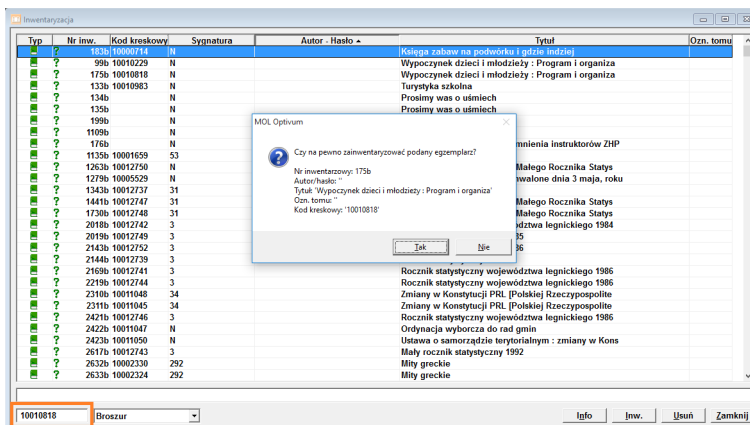 Inwentaryzacja
Typ Nr inw. Kod kreskowy Sygnatura Autor - Hasło Tytuł Ozn. tomu
? 183b 10000714 N Księga zabaw na podwórku i gdzie indziej
? 99b 10010229 N Wypoczynek dzieci i młodzieży : Program i organiza
? 175b 10010818 N Wypoczynek dzieci i młodzieży : Program i organiza
? 133b 10010983 N Turystyka szkolna
? 134b N Prosimy was o uśmiech
? 135b N Prosimy was o uśmiech
? 199b N
? 1109b N
? 176b N mnienia instruktorów ZHP
? 1135b 10001659 53
? 1263b 10012750 N Małego Rocznika Statys
? 1279b 10005529 N walone dnia 3 maja, roku
? 1343b 10012737 31
? 1441b 10012747 31 Małego Rocznika Statys
? 1730b 10012748 31 Małego Rocznika Statys
? 2018b 10012742 3 dztwa legnickiego 1984
? 2019b 10012749 3 85
? 2143b 10012752 3 86
? 2144b 10012739 3
? 2169b 10012741 3 Rocznik statystyczny województwa legnickiego 1986
? 2219b 10012744 3 Rocznik statystyczny województwa legnickiego 1986
? 2310b 10011048 34 Zmiany w Konstytucji PRL [Polskiej Rzeczypospolite
? 2311b 10011045 34 Zmiany w Konstytucji PRL [Polskiej Rzeczypospolite
? 2421b 10012746 3 Rocznik statystyczny województwa legnickiego 1986
? 2422b 10011047 N Ordynacja wyborcza do rad gmin
? 2423b 10011050 N Ustawa o samorządzie terytorialnym : zmiany w Kons
? 2617b 10012743 3 Mały rocznik statystyczny 1992
? 2632b 10002330 292 Mity greckie
? 2633b 10002324 292 Mity greckie
MOL Optivum
Czy na pewno zainwentaryzować podany egzemplarz?
Nr inwentarzowy: 175b
Autor/hasło: ''
Tytuł: 'Wypoczynek dzieci i młodzieży : Program i organiza'
Ozn. tomu: ''
Kod kreskowy: '10010818'
Tak Nie
10010818 Broszur Info Inw. Usuń Zamknij